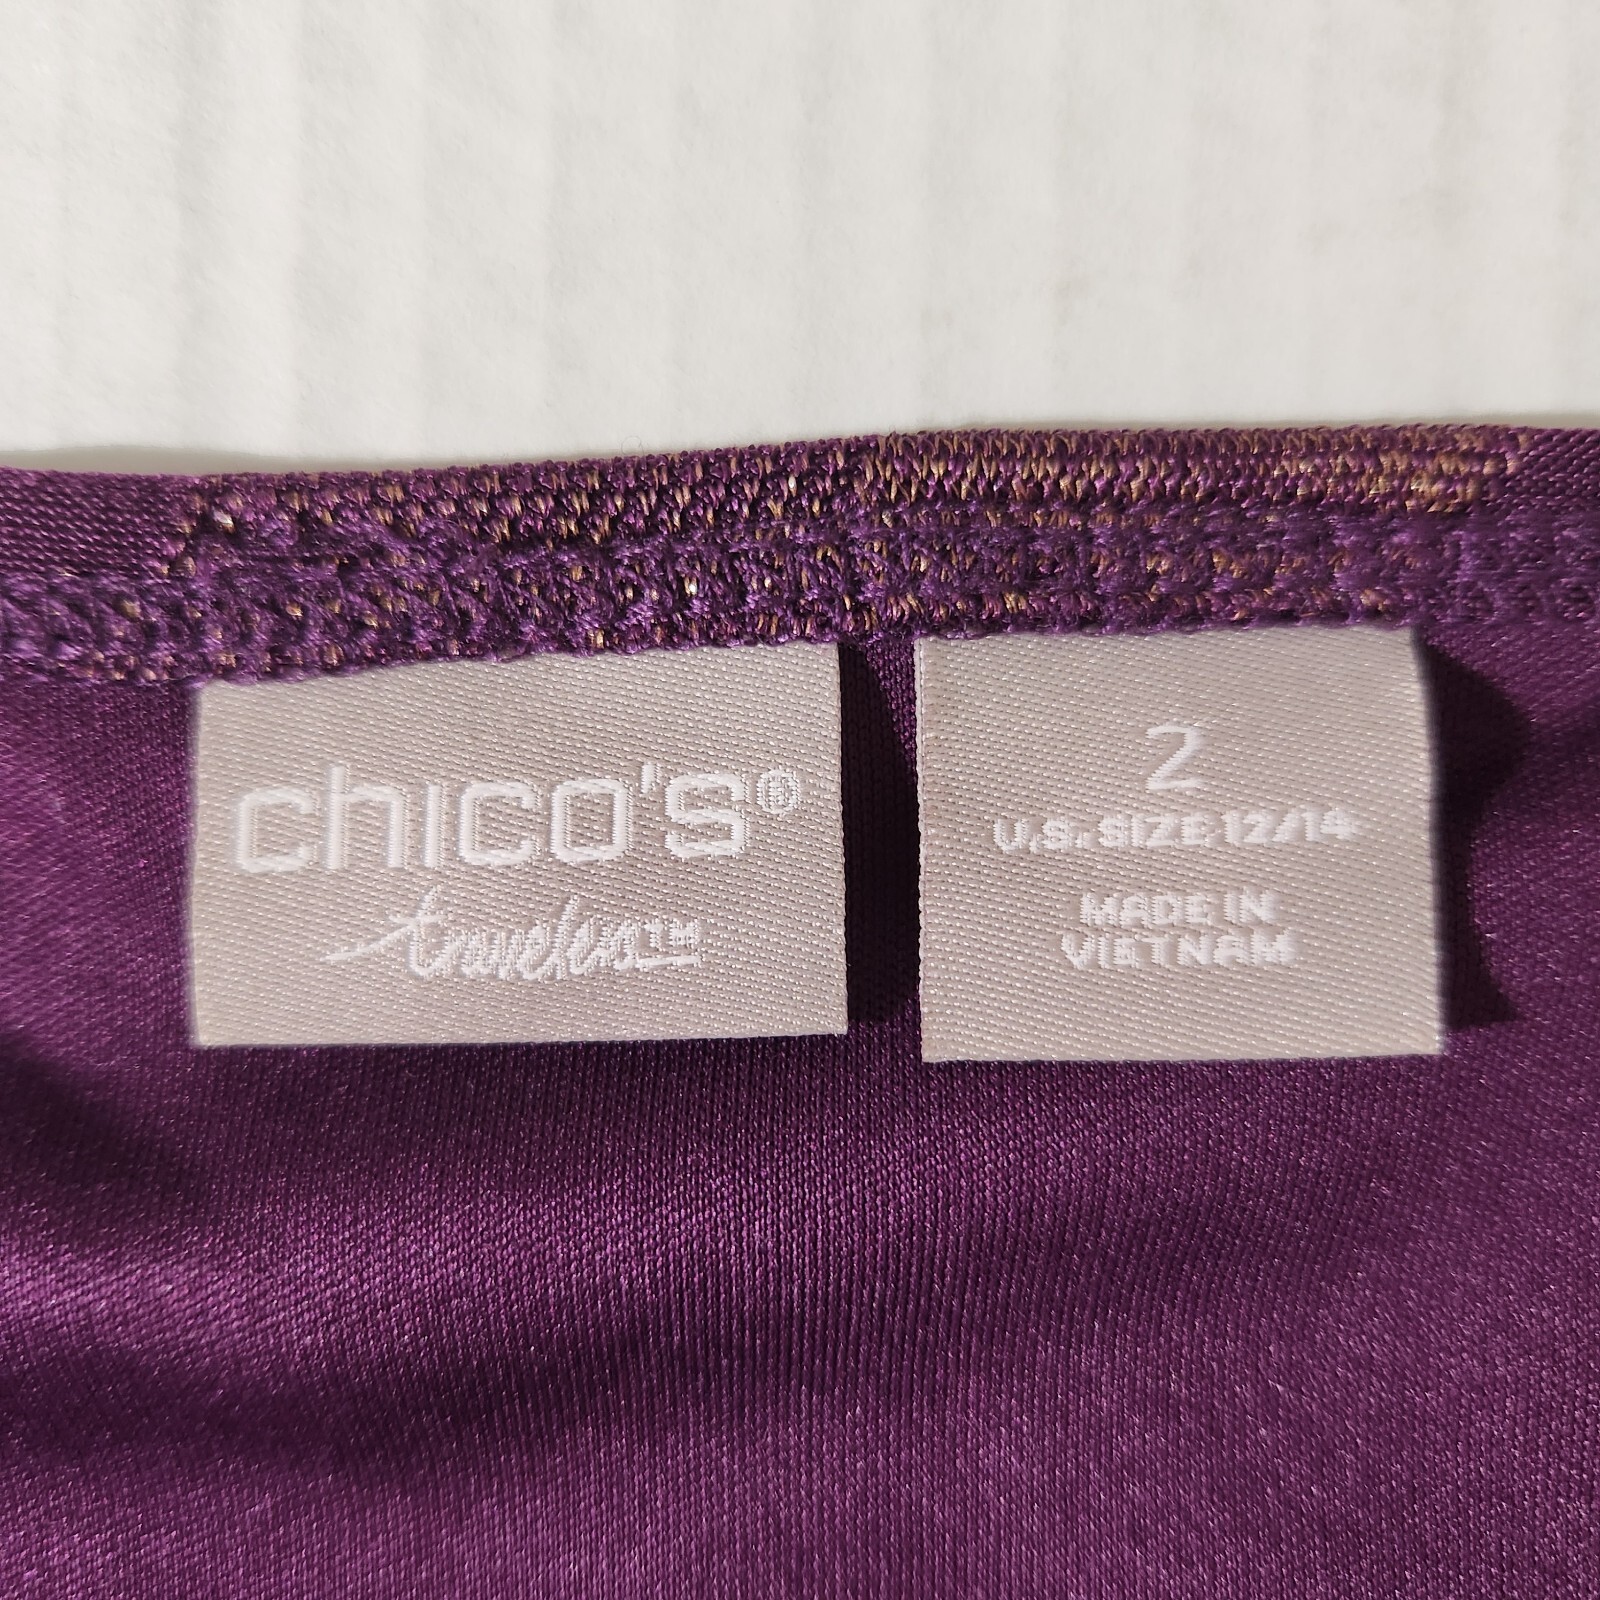 chico's®
travelers™
2
U.S. SIZE 12/14
MADE IN
VIETNAM